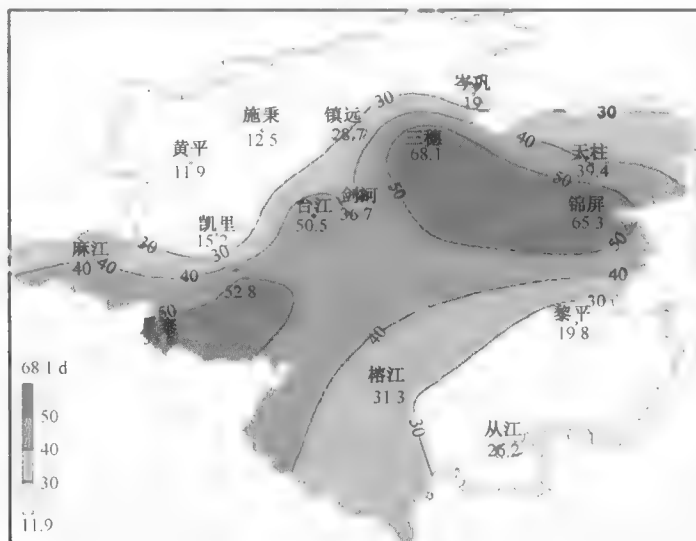 岑巩
19
30
30
施秉
12 5
镇远
28.7
40
三穗
68.1
天柱
39.4
黄平
11 9
50
50
剑河
36.7
台江
50.5
锦屏
65 3
凯里
15
50
30
30
麻江
40
40
40
40
52.8
30
黎平
19 8
40
68 1 d
榕江
31 3
50
40
30
30
从江
26.2
11.9